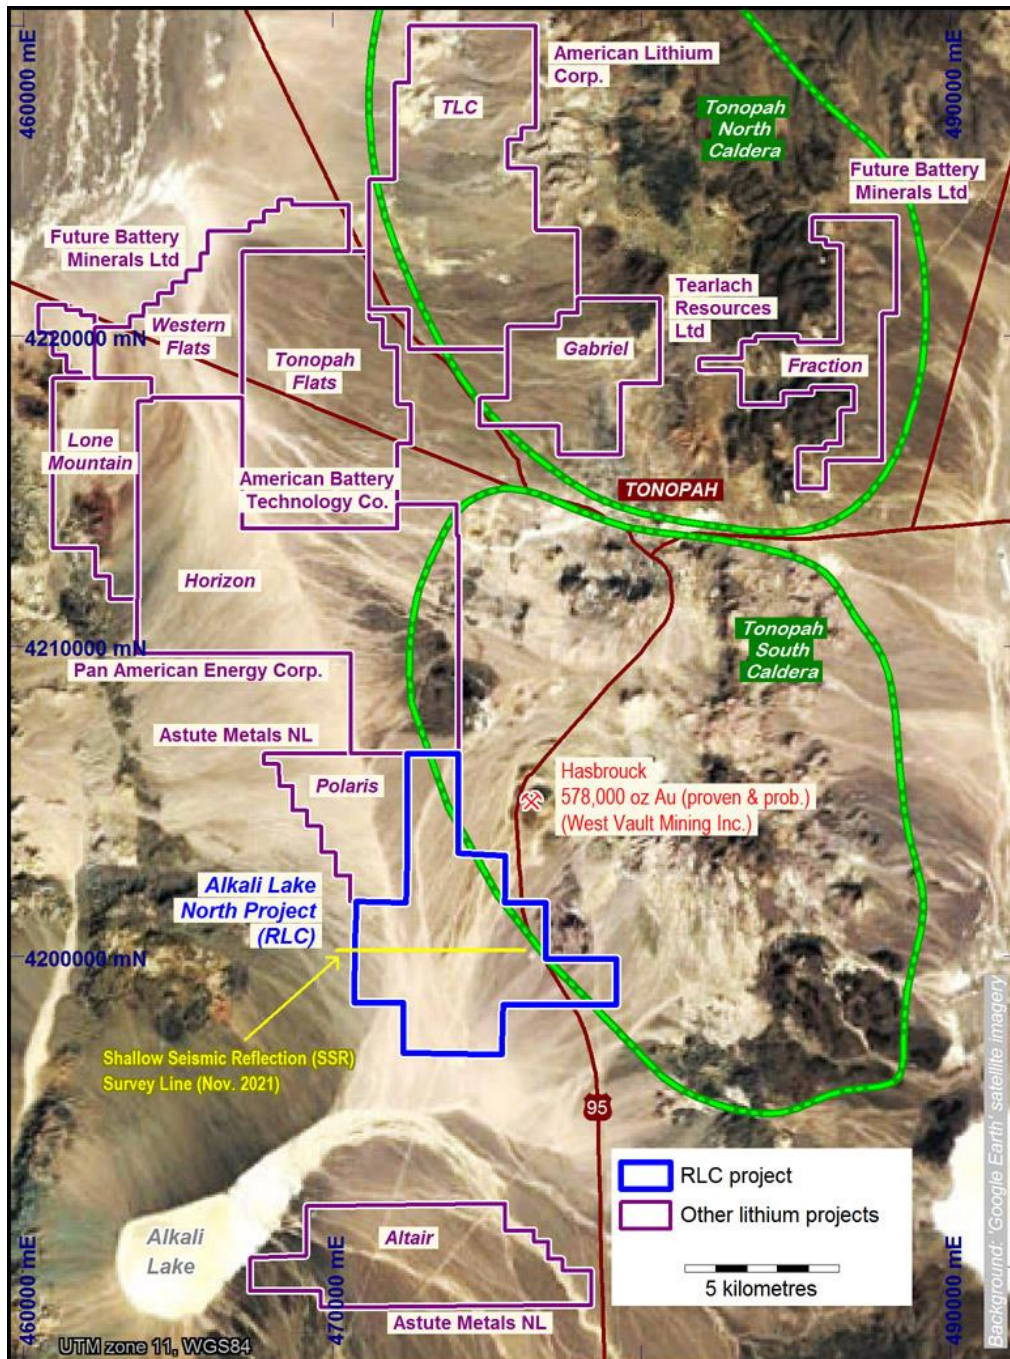 460000 mE
490000 mE
American Lithium
Corp.
TLC
Tonopah
North
Caldera
Future Battery
Minerals Ltd
Future Battery
Minerals Ltd
Tearlach
Resources
Ltd
Western
Flats
4220000 mN
Tonopah
Flats
Gabriel
Fraction
Lone
Mountain
American Battery
Technology Co.
TONOPAH
Horizon
4210000 mN
Pan American Energy Corp.
Tonopah
South
Caldera
Astute Metals NL
Polaris
Hasbrouck
578,000 oz Au (proven & prob.)
(West Vault Mining Inc.)
Alkali Lake
North Project
(RLC)
4200000 mN
Shallow Seismic Reflection (SSR)
Survey Line (Nov. 2021)
95
RLC project
Other lithium projects
5 kilometres
Alkali
Lake
Altair
Astute Metals NL
460000 mE
470000 mE
490000 mE
UTM zone 11, WGS84
Background: 'Google Earth' satellite imagery